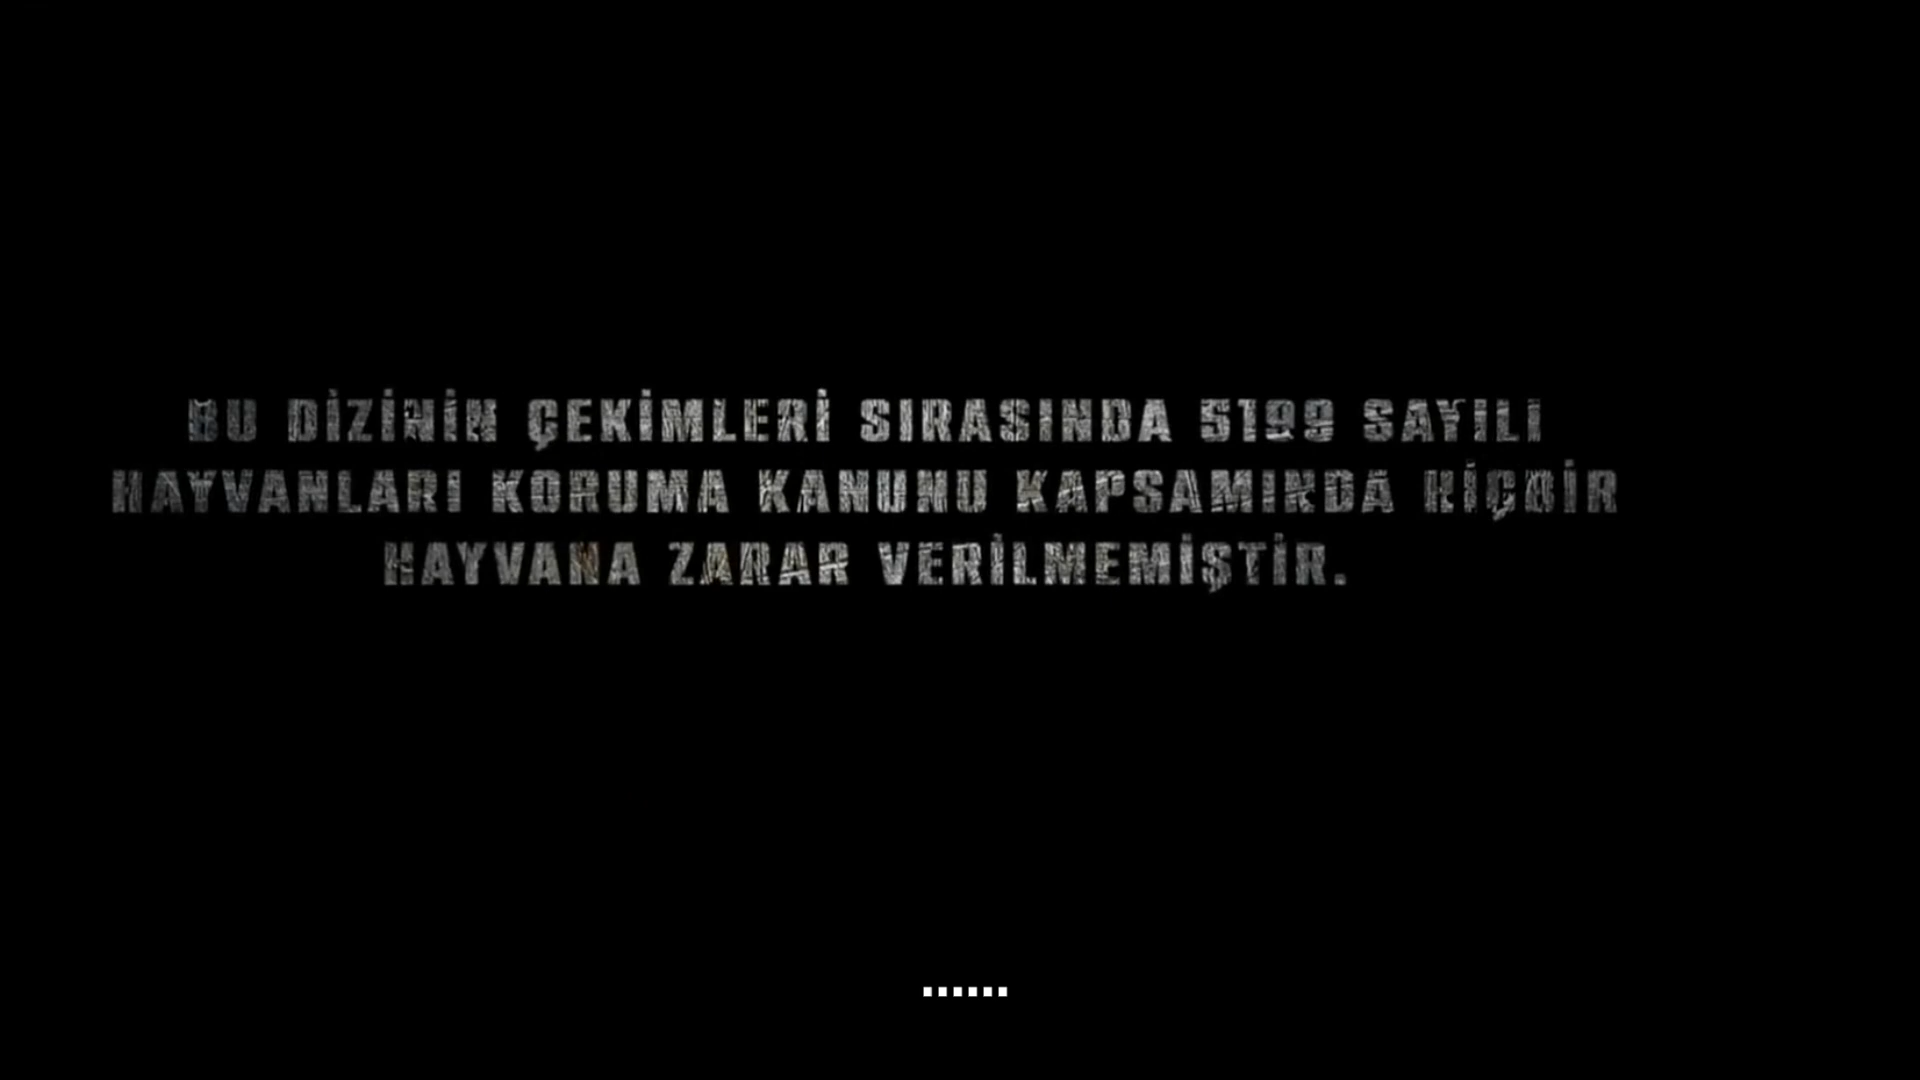 BU DİZİNİN ÇEKİMLERİ SIRASINDA 5199 SAYILI
HAYVANLARI KORUMA KANUNU KAPSAMINDA HİÇBİR
HAYVANA ZARAR VERİLMEMİŞTİR.
......